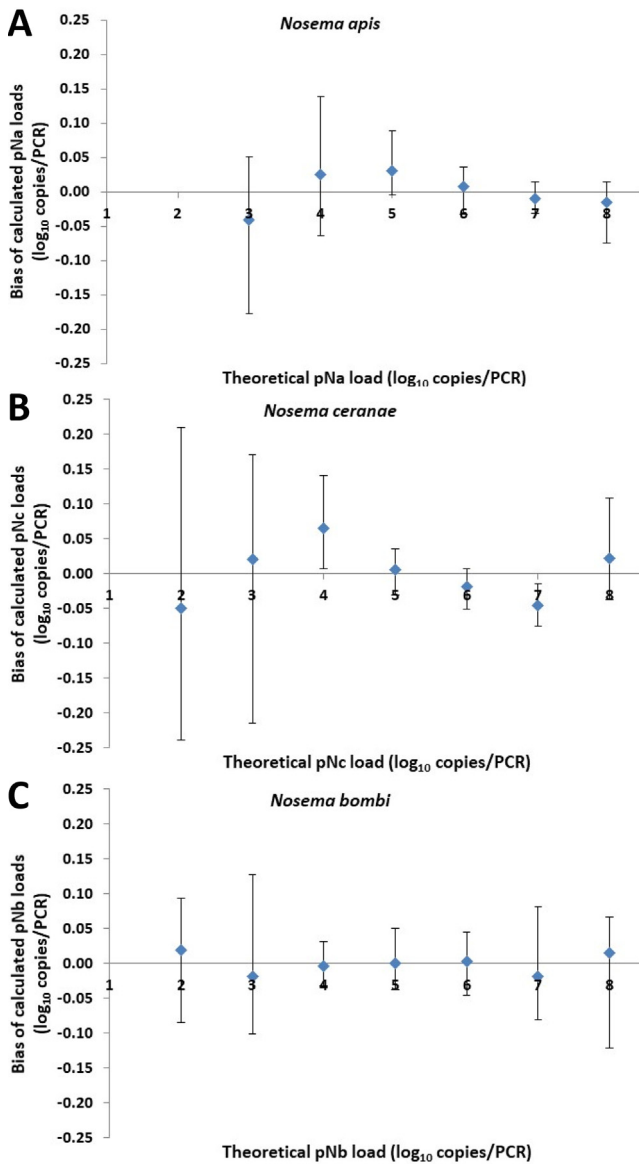 A
Nosema apis
Bias of calculated pNa loads
(log₁₀ copies/PCR)
0.25
0.20
0.15
0.10
0.05
0.00
-0.05
-0.10
-0.15
-0.20
-0.25
1 2 3 4 5 6 7 8
Theoretical pNa load (log₁₀ copies/PCR)
B
Nosema ceranae
Bias of calculated pNc loads
(log₁₀ copies/PCR)
0.25
0.20
0.15
0.10
0.05
0.00
-0.05
-0.10
-0.15
-0.20
-0.25
1 2 3 4 5 6 7 8
Theoretical pNc load (log₁₀ copies/PCR)
C
Nosema bombi
Bias of calculated pNb loads
(log₁₀ copies/PCR)
0.25
0.20
0.15
0.10
0.05
0.00
-0.05
-0.10
-0.15
-0.20
-0.25
1 2 3 4 5 6 7 8
Theoretical pNb load (log₁₀ copies/PCR)